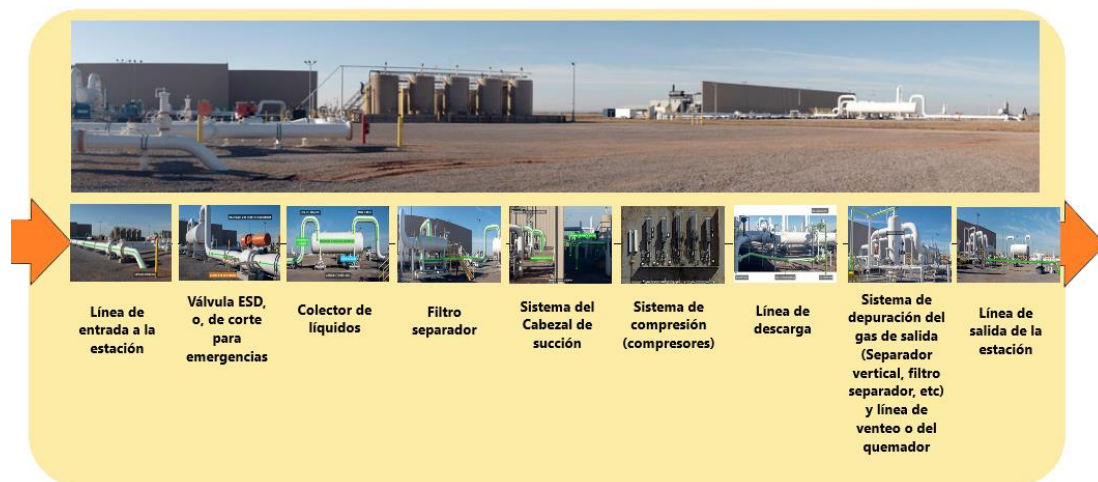 Línea de
entrada a la
estación
Válvula ESD,
o, de corte
para
emergencias
Colector de
líquidos
Filtro
separador
Sistema del
Cabezal de
succión
Sistema de
compresión
(compresores)
Línea de
descarga
Sistema de
depuración del
gas de salida
(Separador
vertical, filtro
separador, etc)
y línea de
venteo o del
quemador
Línea de
salida de la
estación